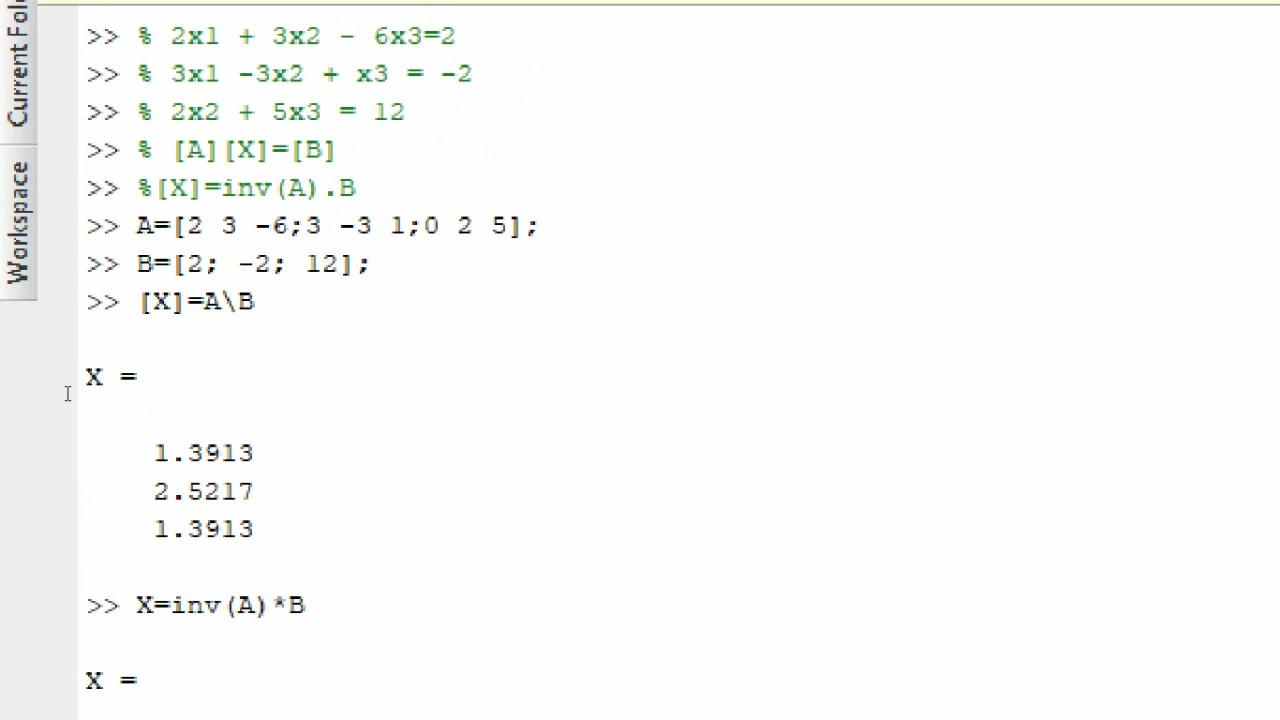 Current Fol
Workspace
>> % 2x1 + 3x2 - 6x3=2
>> % 3x1 -3x2 + x3 = -2
>> % 2x2 + 5x3 = 12
>> % [A][X]=[B]
>> %[X]=inv(A).B
>> A=[2 3 -6;3 -3 1;0 2 5];
>> B=[2; -2; 12];
>> [X]=A\B
X =
1.3913
2.5217
1.3913
>> X=inv(A)*B
X =